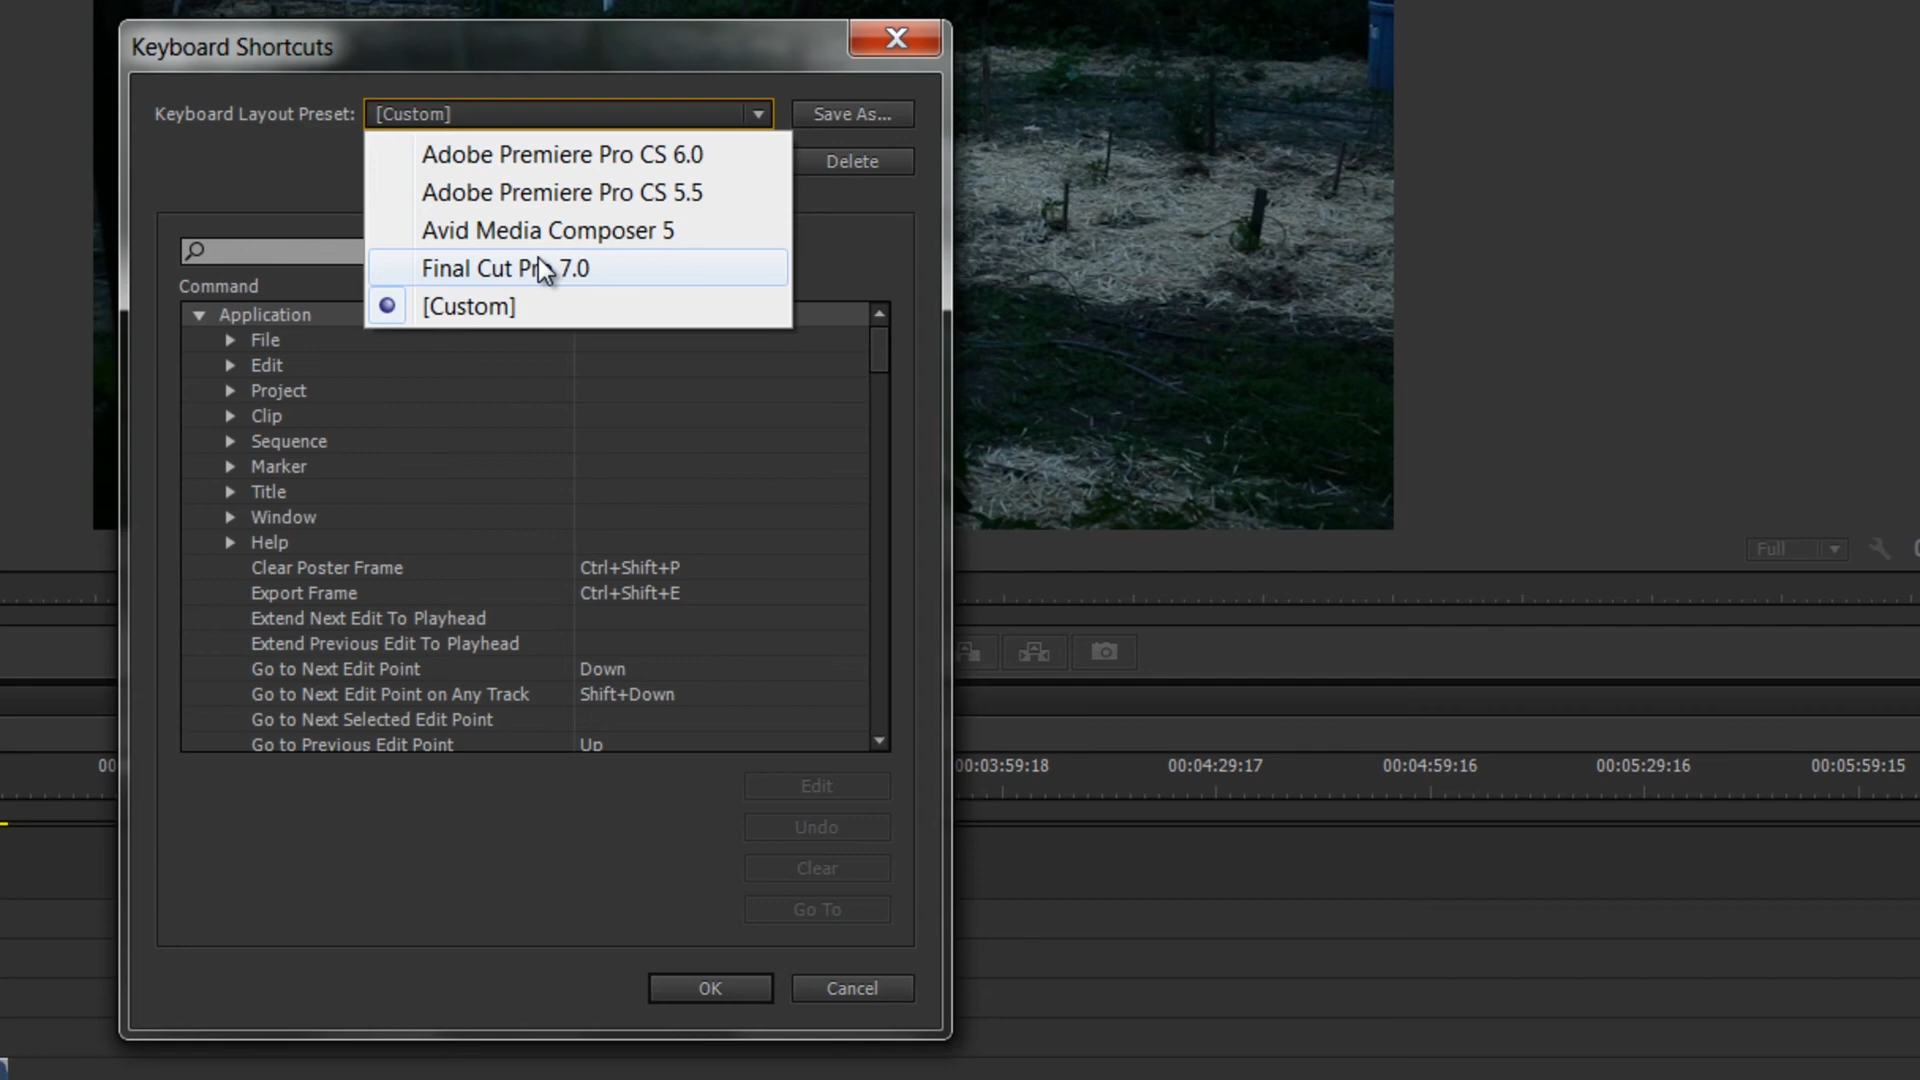 Keyboard Shortcuts
Keyboard Layout Preset:
[Custom]
Save As...
Adobe Premiere Pro CS 6.0
Delete
Adobe Premiere Pro CS 5.5
Avid Media Composer 5
Final Cut Pro 7.0
[Custom]
Command
Application
File
Edit
Project
Clip
Sequence
Marker
Title
Window
Help
Clear Poster Frame Ctrl+Shift+P
Export Frame Ctrl+Shift+E
Extend Next Edit To Playhead
Extend Previous Edit To Playhead
Go to Next Edit Point Down
Go to Next Edit Point on Any Track Shift+Down
Go to Next Selected Edit Point
Go to Previous Edit Point Up
Edit
Undo
Clear
Go To
OK
Cancel
Full
00:03:59:18
00:04:29:17
00:04:59:16
00:05:29:16
00:05:59:15